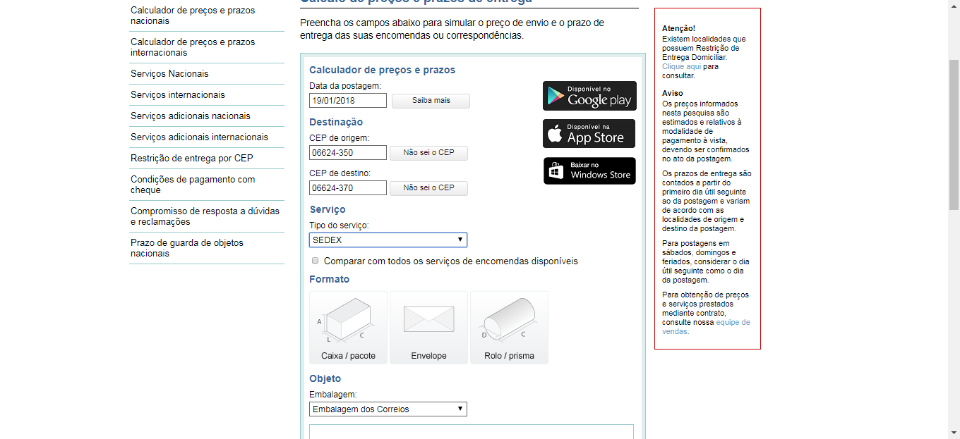 Calculador de preços e prazos
nacionais
Calculador de preços e prazos
internacionais
Serviços Nacionais
Serviços internacionais
Serviços adicionais nacionais
Serviços adicionais internacionais
Restrição de entrega por CEP
Condições de pagamento com
cheque
Compromisso de resposta a dúvidas
e reclamações
Prazo de guarda de objetos
nacionais
Cálculo de preços e prazos de entrega
Preencha os campos abaixo para simular o preço de envio e o prazo de
entrega das suas encomendas ou correspondências.
Calculador de preços e prazos
Data da postagem:
19/01/2018
Saiba mais
Destinação
CEP de origem:
06624-350
Não sei o CEP
CEP de destino:
06624-370
Não sei o CEP
Serviço
Tipo do serviço:
SEDEX
Comparar com todos os serviços de encomendas disponíveis
Formato
A
L
C
Caixa / pacote
Envelope
D
C
Rolo / prisma
Objeto
Embalagem:
Embalagem dos Correios
Disponível no
Google play
Disponível na
App Store
Baixar no
Windows Store
Atenção!
Existem localidades que
possuem Restrição de
Entrega Domiciliar.
Clique aqui para
consultar.
Aviso
Os preços informados
nesta pesquisa são
estimados e relativos à
modalidade de
pagamento à vista,
devendo ser confirmados
no ato da postagem.
Os prazos de entrega são
contados a partir do
primeiro dia útil seguinte
ao da postagem e variam
de acordo com as
localidades de origem e
destino da postagem.
Para postagens em
sábados, domingos e
feriados, considerar o dia
útil seguinte como o dia
da postagem.
Para obtenção de preços
e serviços prestados
mediante contrato,
consulte nossa equipe de
vendas.